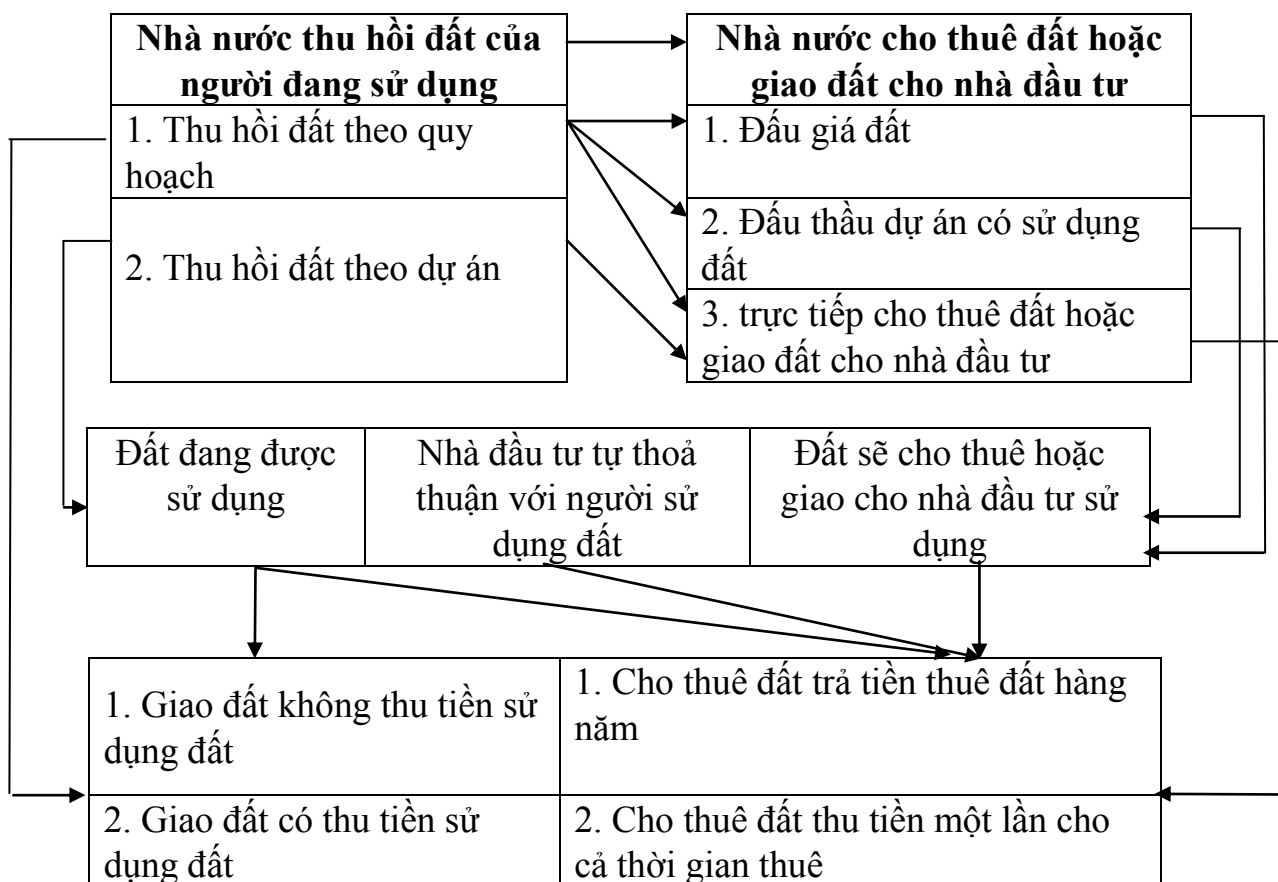 Nhà nước thu hồi đất của
người đang sử dụng
1. Thu hồi đất theo quy
hoạch
2. Thu hồi đất theo dự án
Nhà nước cho thuê đất hoặc
giao đất cho nhà đầu tư
1. Đấu giá đất
2. Đấu thầu dự án có sử dụng
đất
3. trực tiếp cho thuê đất hoặc
giao đất cho nhà đầu tư
Đất đang được
sử dụng
Nhà đầu tư tự thoả
thuận với người sử
dụng đất
Đất sẽ cho thuê hoặc
giao cho nhà đầu tư sử
dụng
1. Giao đất không thu tiền sử
dụng đất
1. Cho thuê đất trả tiền thuê đất hàng
năm
2. Giao đất có thu tiền sử
dụng đất
2. Cho thuê đất thu tiền một lần cho
cả thời gian thuê